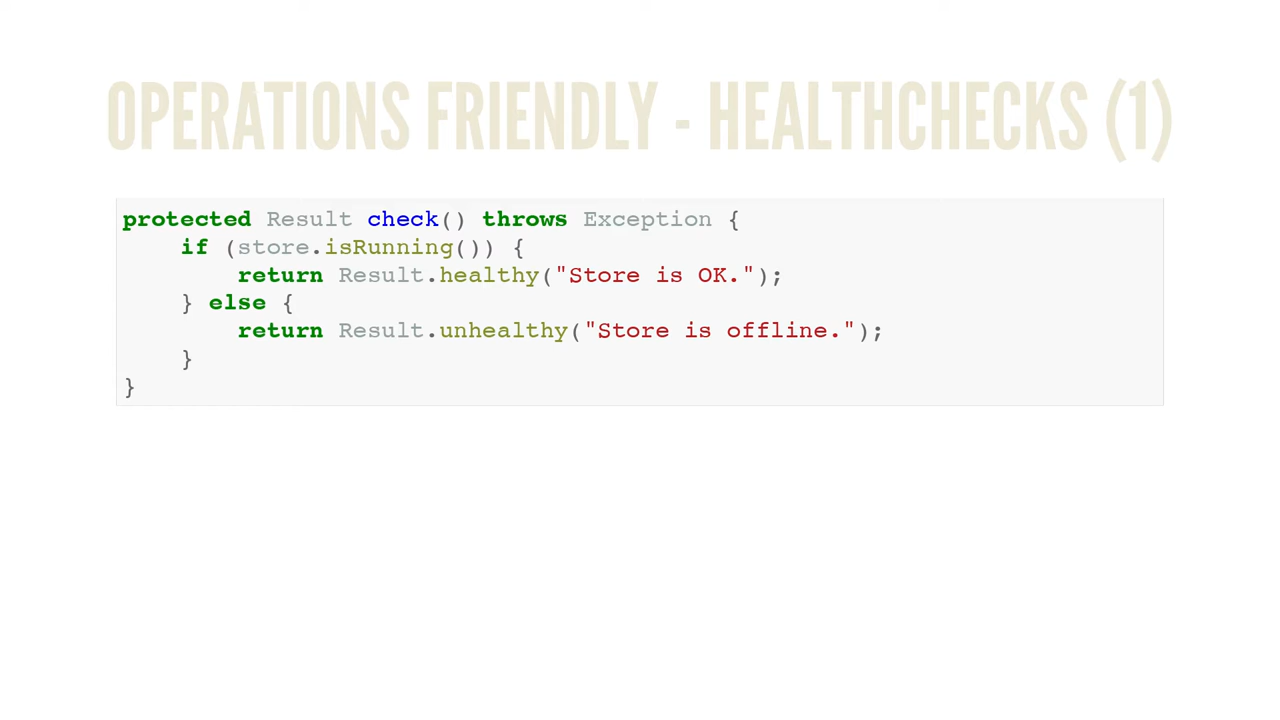 OPERATIONS FRIENDLY - HEALTHCHECKS (1)
protected Result check() throws Exception {
    if (store.isRunning()) {
        return Result.healthy("Store is OK.");
    } else {
        return Result.unhealthy("Store is offline.");
    }
}